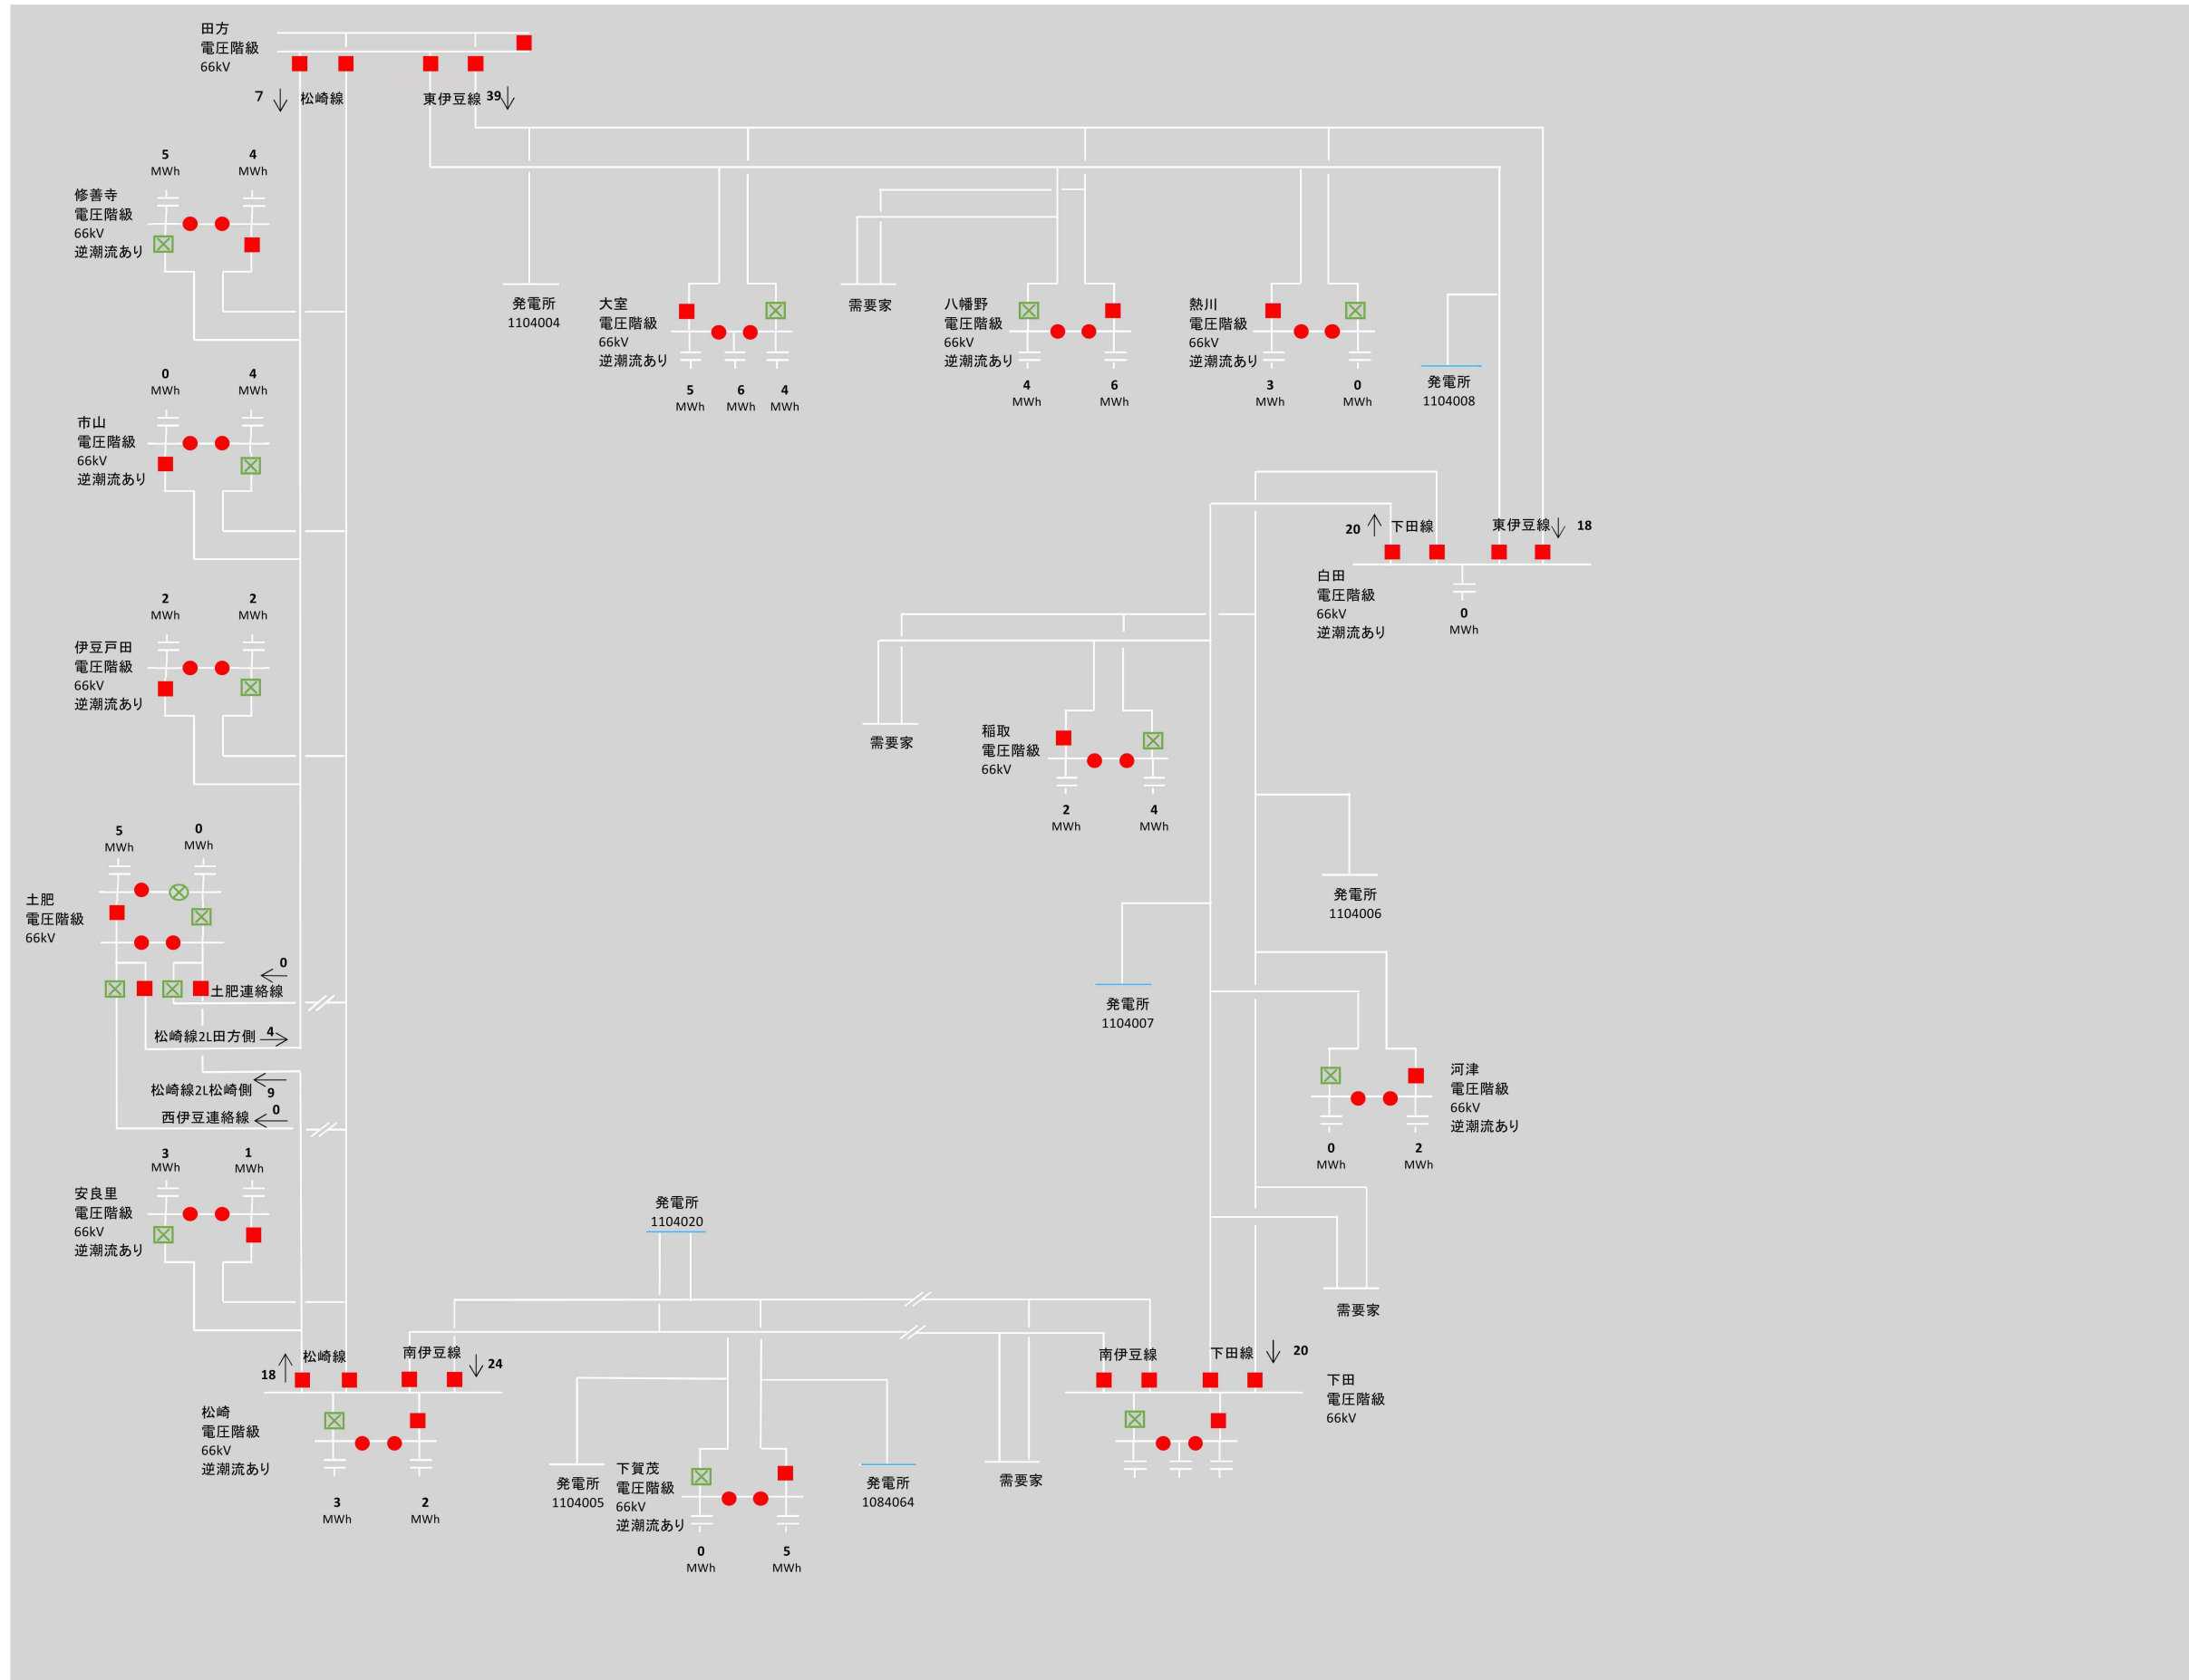 田方
電圧階級
66kV
7
松崎線
東伊豆線
39
5
MWh
4
MWh
修善寺
電圧階級
66kV
逆潮流あり
発電所
1104004
大室
電圧階級
66kV
逆潮流あり
5
MWh
6
MWh
4
MWh
需要家
八幡野
電圧階級
66kV
逆潮流あり
4
MWh
6
MWh
熱川
電圧階級
66kV
逆潮流あり
3
MWh
0
MWh
発電所
1104008
0
MWh
4
MWh
市山
電圧階級
66kV
逆潮流あり
20
下田線
東伊豆線
18
白田
電圧階級
66kV
逆潮流あり
0
MWh
2
MWh
2
MWh
伊豆戸田
電圧階級
66kV
逆潮流あり
需要家
稲取
電圧階級
66kV
2
MWh
4
MWh
5
MWh
0
MWh
土肥
電圧階級
66kV
0
土肥連絡線
松崎線2L田方側
4
松崎線2L松崎側
9
西伊豆連絡線
0
発電所
1104006
発電所
1104007
河津
電圧階級
66kV
逆潮流あり
0
MWh
2
MWh
3
MWh
1
MWh
安良里
電圧階級
66kV
逆潮流あり
発電所
1104020
需要家
18
松崎線
南伊豆線
24
南伊豆線
下田線
20
下田
電圧階級
66kV
松崎
電圧階級
66kV
逆潮流あり
3
MWh
2
MWh
発電所
1104005
下賀茂
電圧階級
66kV
逆潮流あり
0
MWh
5
MWh
発電所
1084064
需要家